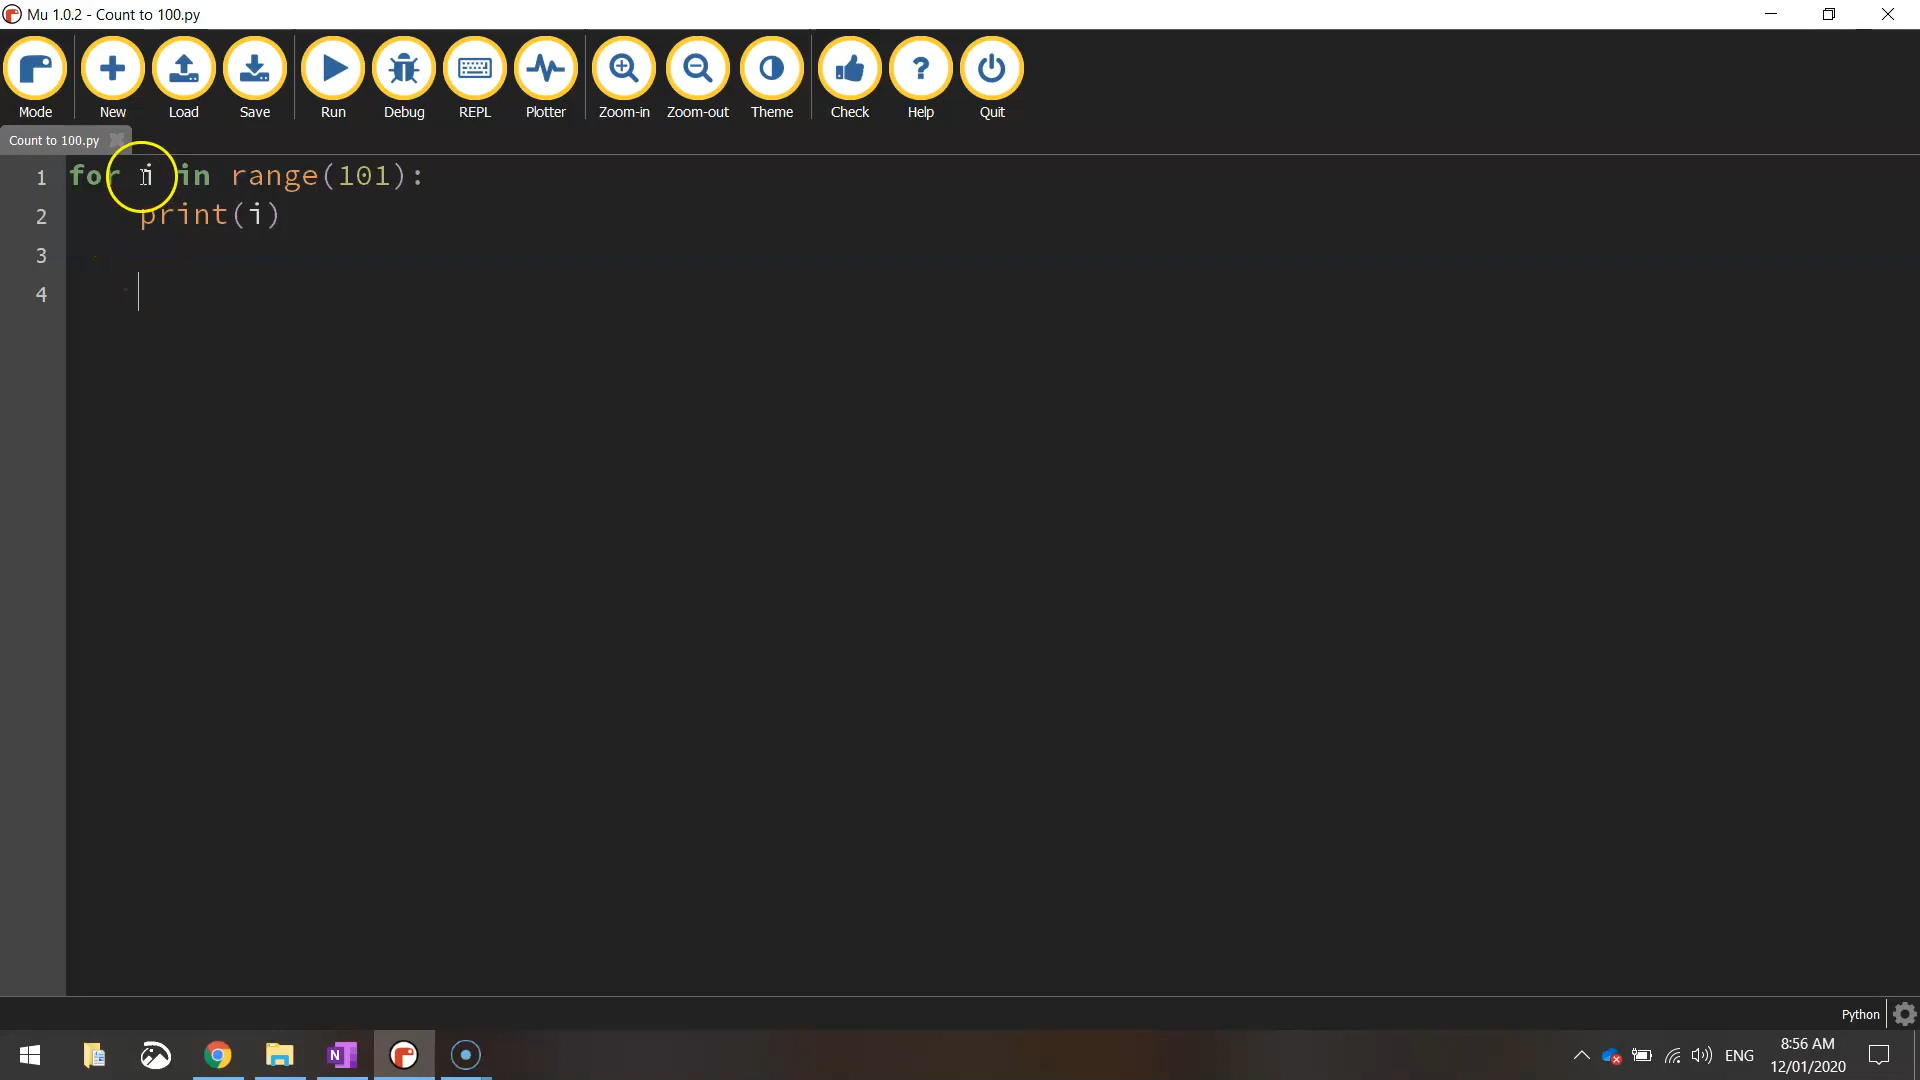 Mu 1.0.2 - Count to 100.py
Mode New Load Save Run Debug REPL Plotter Zoom-in Zoom-out Theme Check Help Quit
Count to 100.py
1 for i in range(101):
2     print(i)
3
4
Python
N ENG 8:56 AM
12/01/2020